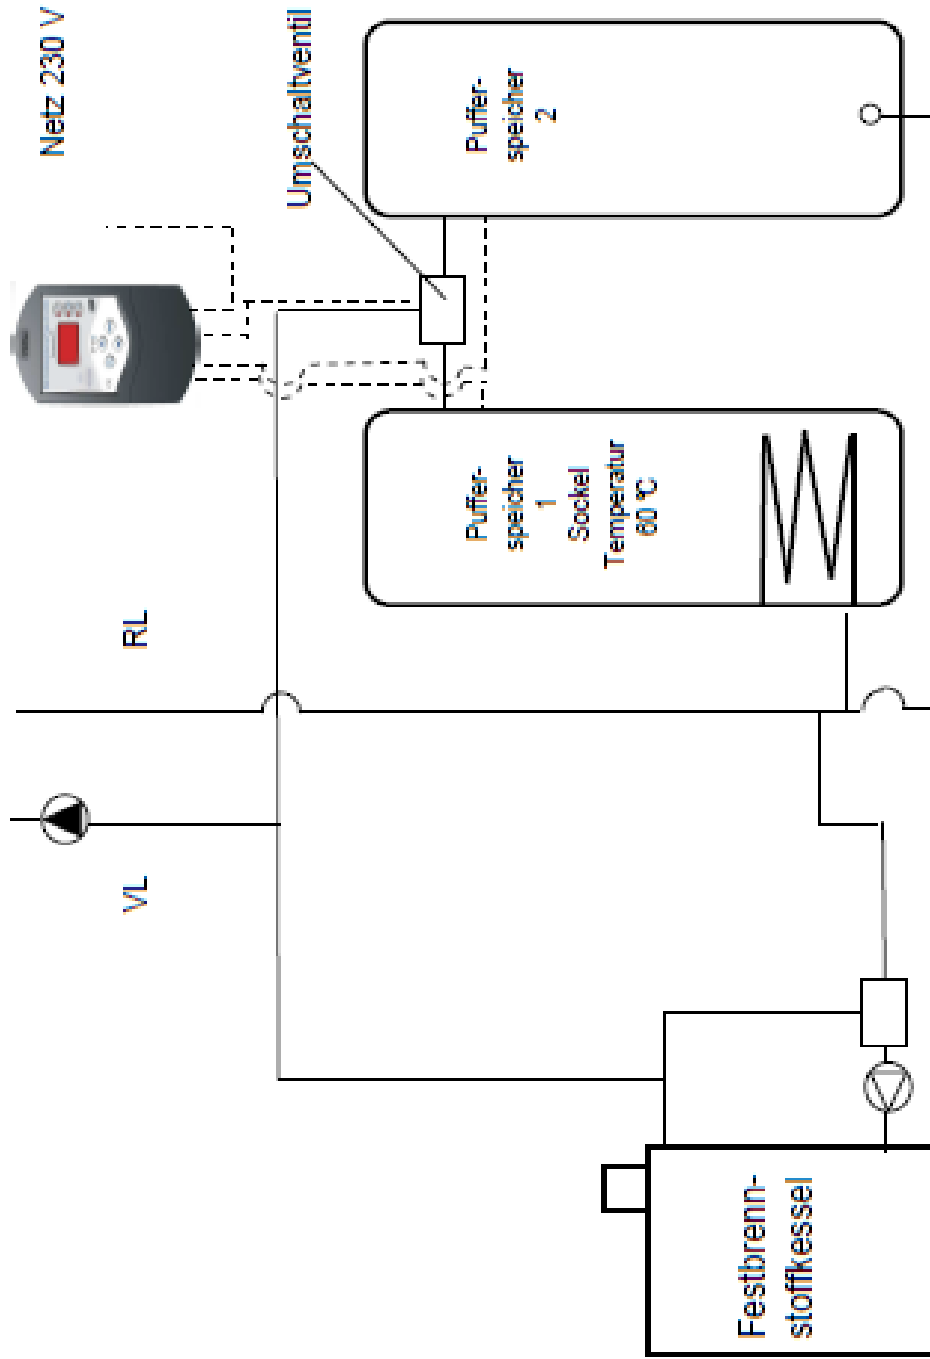 Netz 230 V
Umschaltventil
Puffer-
speicher
2
Puffer-
speicher
1
Sockel
Temperatur
60 °C
RL
VL
Festbrenn-
stoffkessel